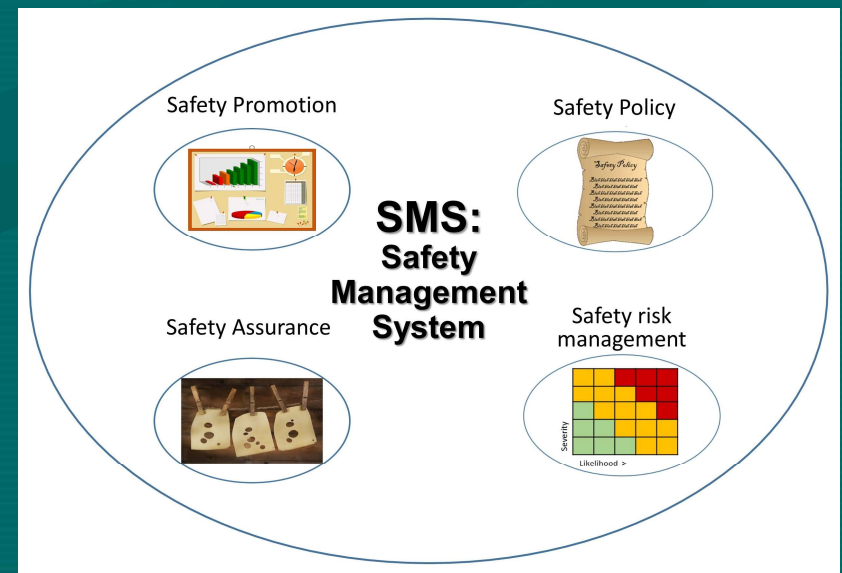 Safety Promotion
Safety Policy
Safety Policy
SMS:
Safety
Management
System
Safety Assurance
Safety risk
management
Severity
Likelihood >